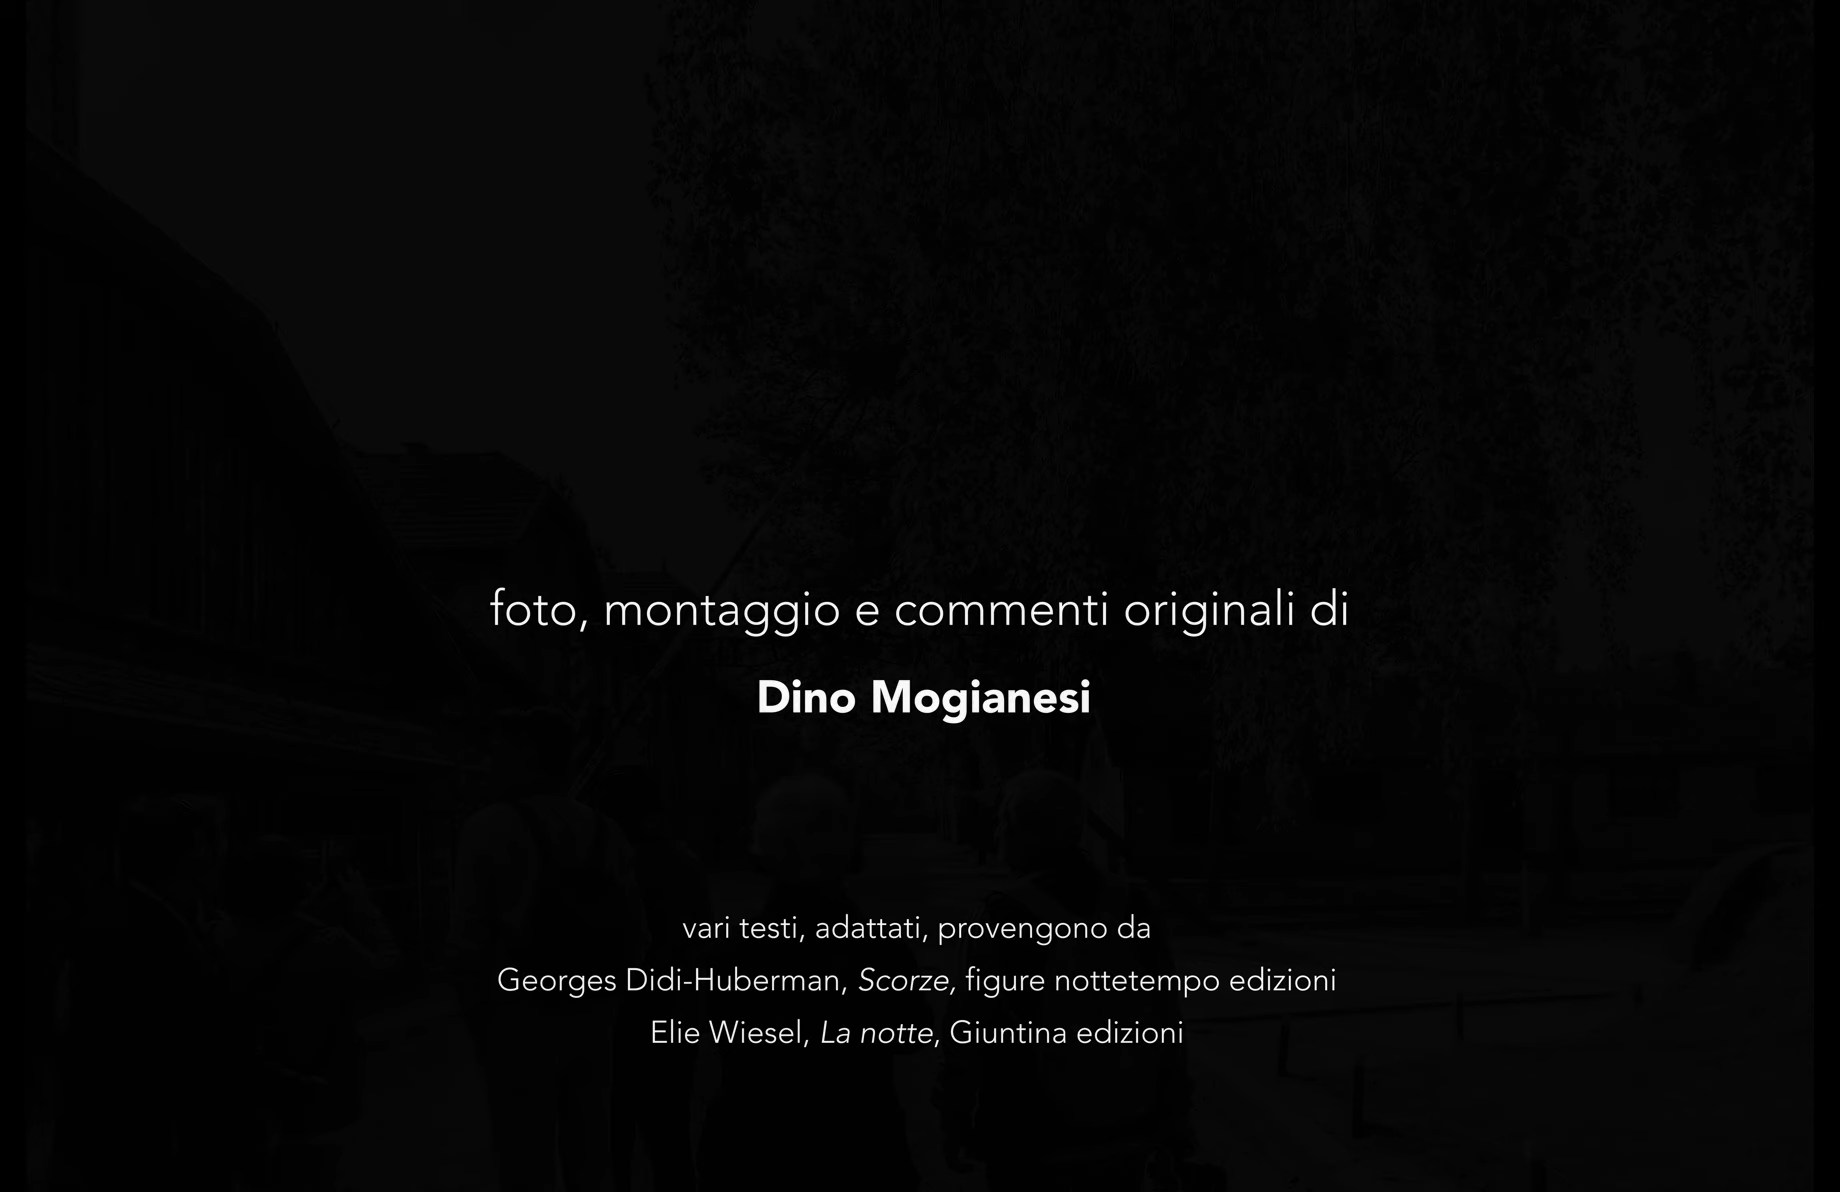 foto, montaggio e commenti originali di
Dino Mogianesi
vari testi, adattati, provengono da
Georges Didi-Huberman, Scorze, figure nottetempo edizioni
Elie Wiesel, La notte, Giuntina edizioni